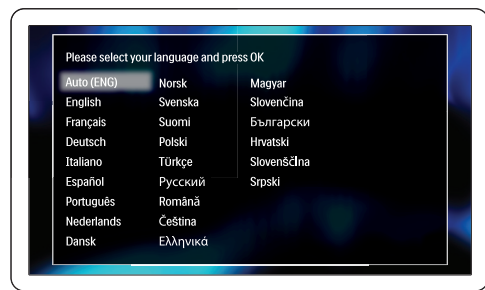 Please select your language and press OK
Auto (ENG)
English
Français
Deutsch
Italiano
Español
Português
Nederlands
Dansk
Norsk
Svenska
Suomi
Polski
Türkçe
Русский
Română
Čeština
Ελληνικά
Magyar
Slovenčina
Български
Hrvatski
Slovenščina
Srpski